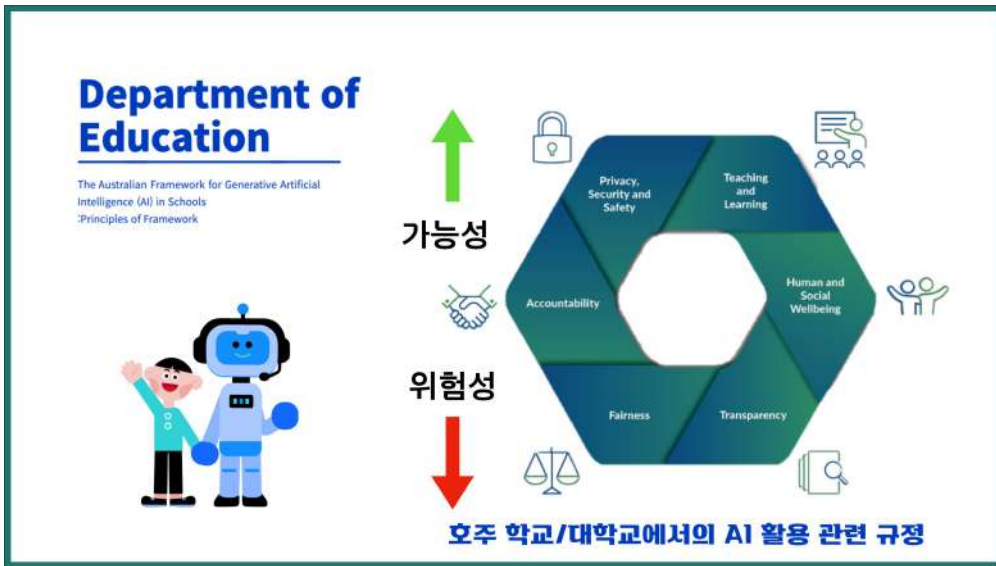 Department of
Education
The Australian Framework for Generative Artificial
Intelligence (AI) in Schools
:Principles of Framework
가능성
위험성
Privacy,
Security and
Safety
Teaching
and
Learning
Human and
Social
Wellbeing
Transparency
Fairness
Accountability
호주 학교/대학교에서의 AI 활용 관련 규정